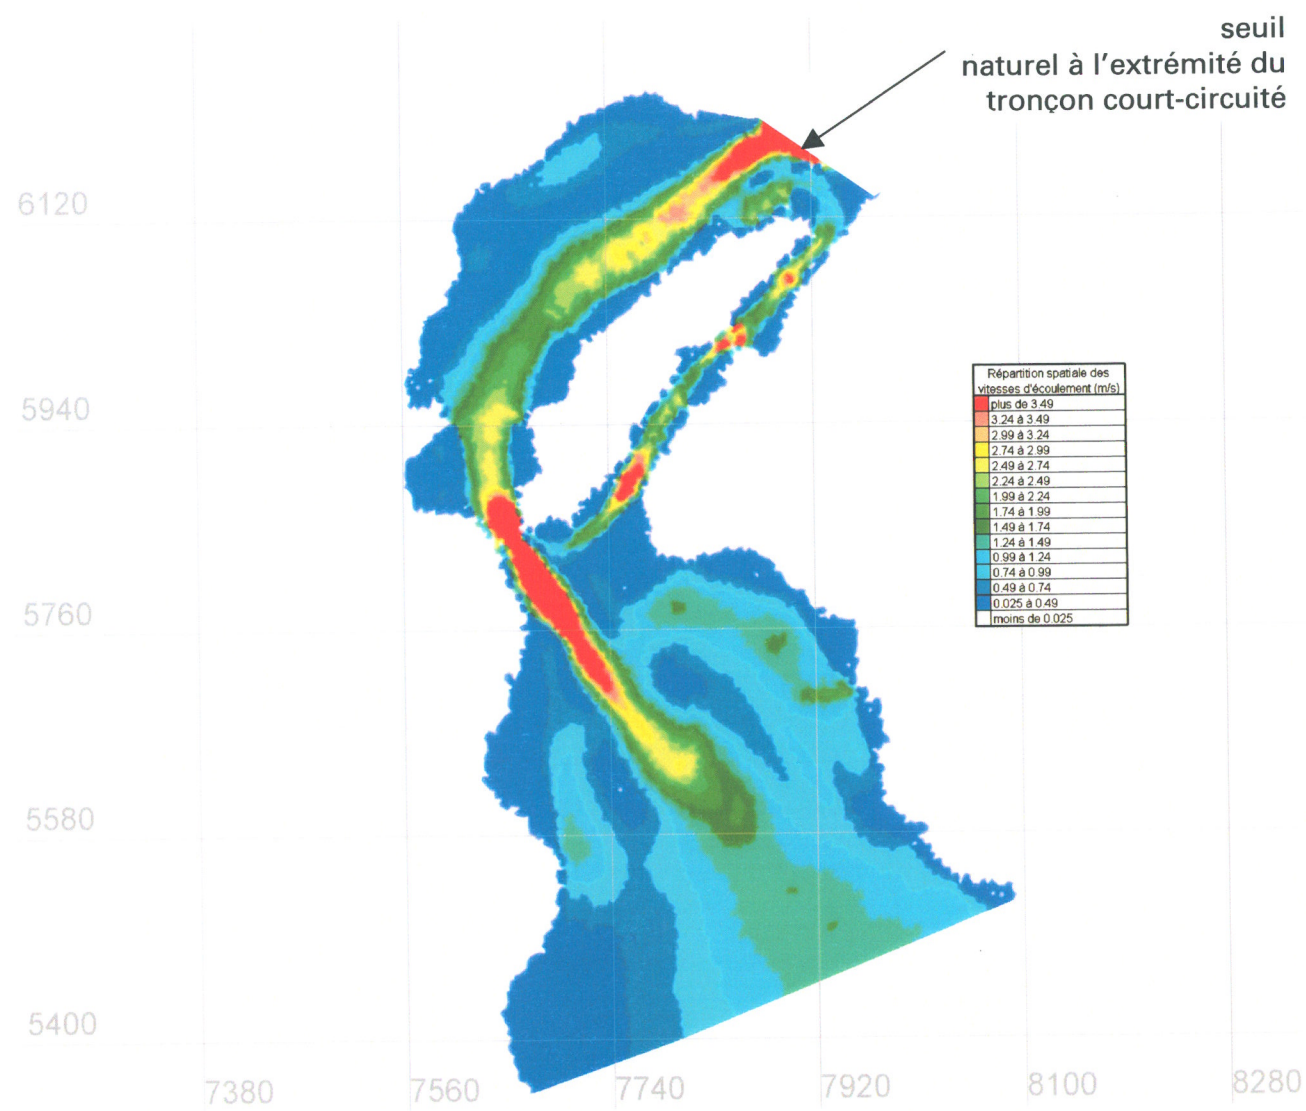 seuil
naturel à l'extrémité du
tronçon court-circuité
6120
5940
5760
5580
5400
7380
7560
7740
7920
8100
8280
Répartition spatiale des
vitesses d'écoulement (m/s)
plus de 3.49
3.24 à 3.49
2.99 à 3.24
2.74 à 2.99
2.49 à 2.74
2.24 à 2.49
1.99 à 2.24
1.74 à 1.99
1.49 à 1.74
1.24 à 1.49
0.99 à 1.24
0.74 à 0.99
0.49 à 0.74
0.025 à 0.49
moins de 0.025